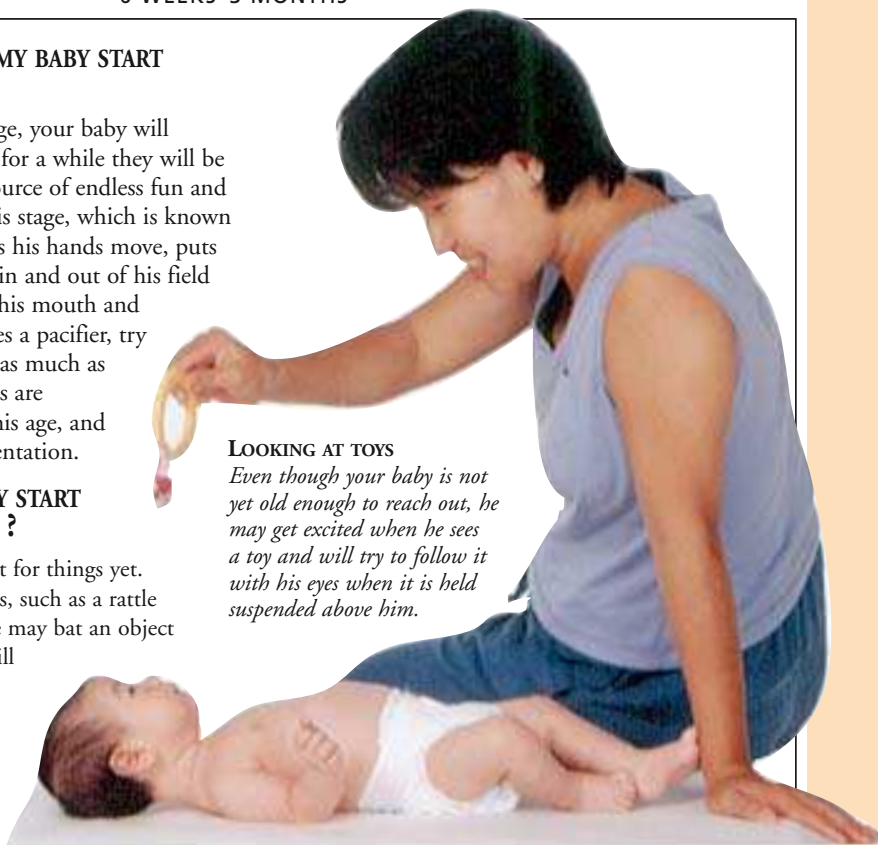 6 WEEKS–3 MONTHS
MY BABY START
ge, your baby will
for a while they will be
ource of endless fun and
is stage, which is known
s his hands move, puts
in and out of his field
his mouth and
es a pacifier, try
as much as
s are
his age, and
entation.
LOOKING AT TOYS
Even though your baby is not
yet old enough to reach out, he
may get excited when he sees
a toy and will try to follow it
with his eyes when it is held
suspended above him.
Y START
?
t for things yet.
s, such as a rattle
e may bat an object
ill